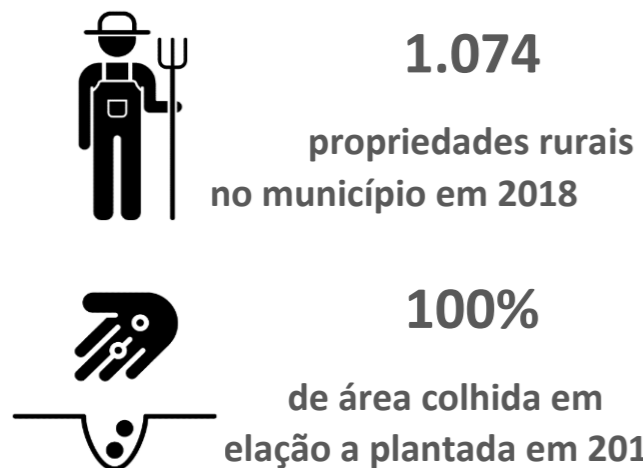 1.074
propriedades rurais
no município em 2018
100%
de área colhida em
elação a plantada em 201